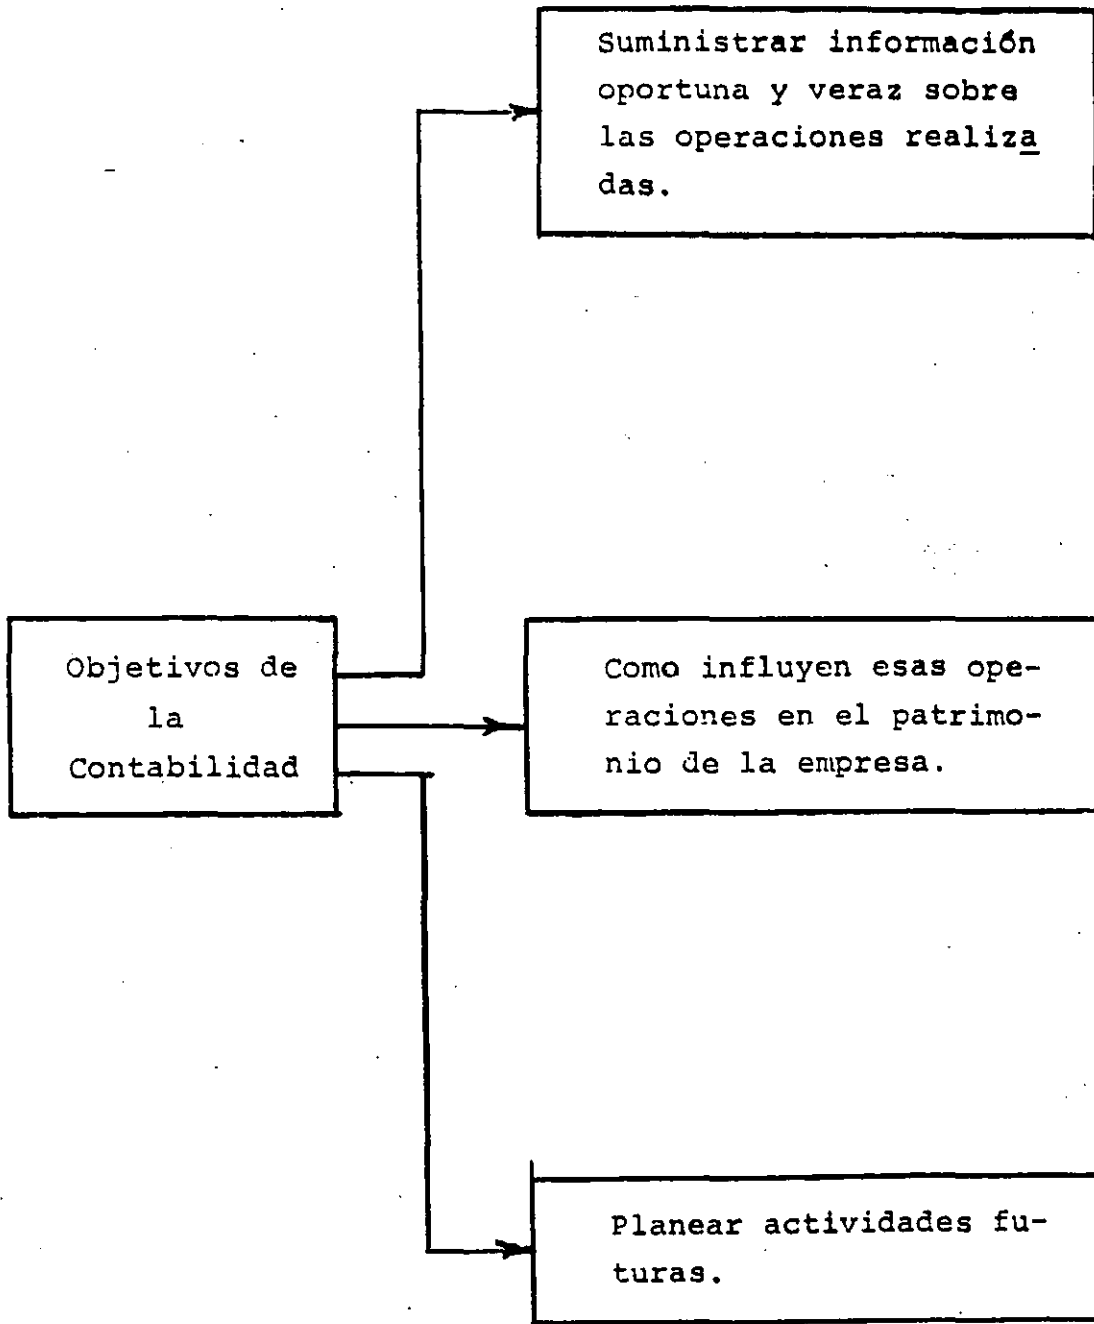 Suministrar información
oportuna y veraz sobre
las operaciones realiza
das.
Objetivos de
la
Contabilidad
Como influyen esas ope-
raciones en el patrimo-
nio de la empresa.
Planear actividades fu-
turas.